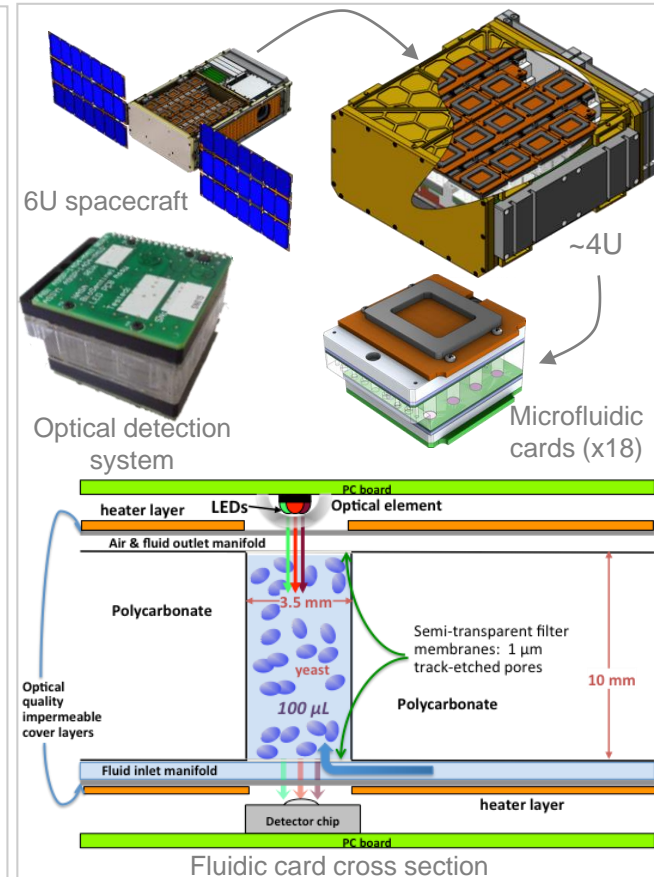 6U spacecraft
~4U
Optical detection
system
Microfluidic
cards (x18)
PC board
heater layer
LEDs
Optical element
Air & fluid outlet manifold
Polycarbonate
3.5 mm
Semi-transparent filter
membranes: 1 µm
track-etched pores
10 mm
yeast
100 µL
Polycarbonate
Optical
quality
impermeable
cover layers
Fluid inlet manifold
heater layer
Detector chip
PC board
Fluidic card cross section